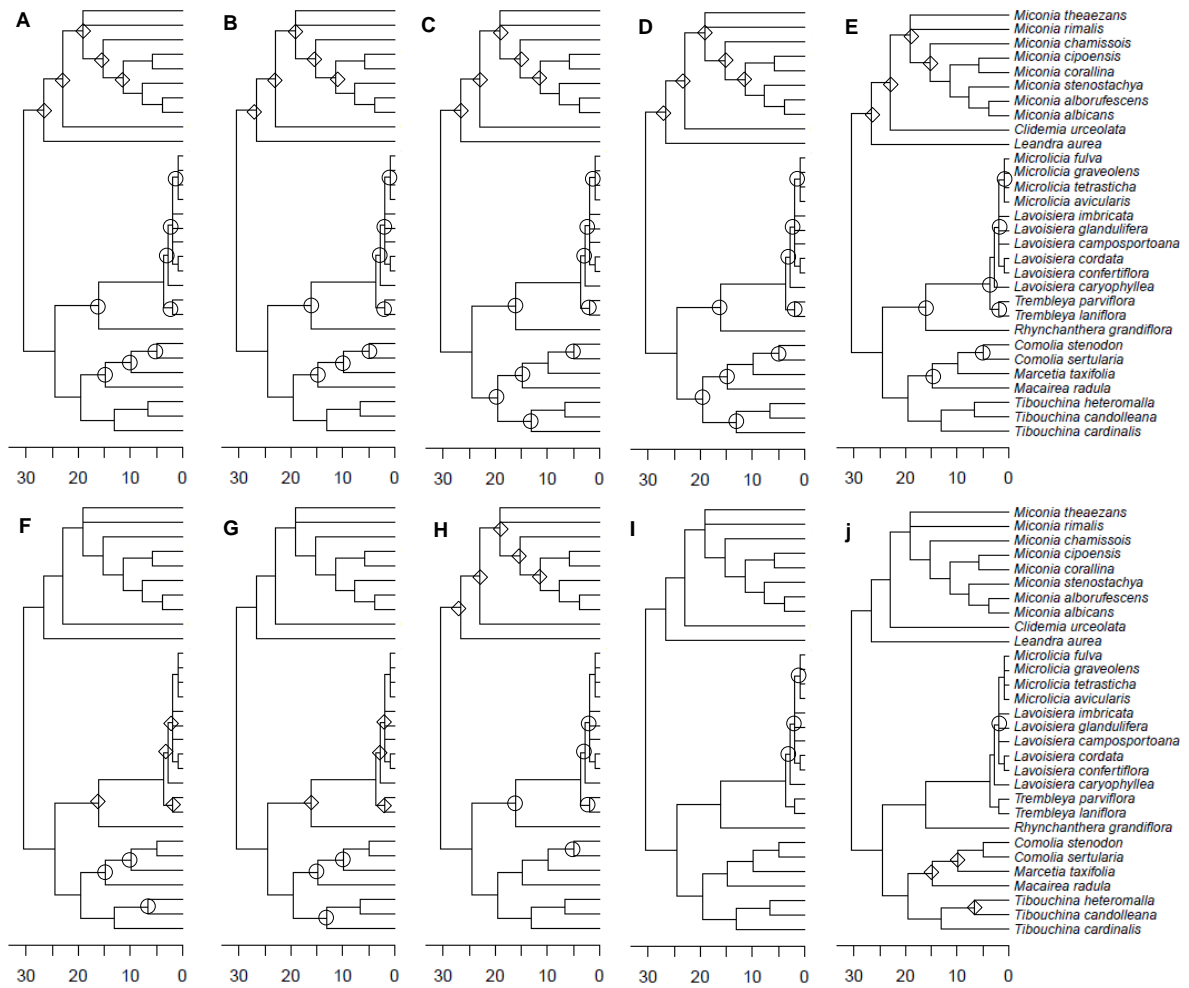 A
B
C
D
E
Miconia theaezans
Miconia rimalis
Miconia chamissois
Miconia cipoensis
Miconia corallina
Miconia stenostachya
Miconia alborufescens
Miconia albicans
Clidemia urceolata
Leandra aurea
Microlicia fulva
Microlicia graveolens
Microlicia tetrasticha
Microlicia avicularis
Lavoisiera imbricata
Lavoisiera glandulifera
Lavoisiera camposportoana
Lavoisiera cordata
Lavoisiera confertiflora
Lavoisiera caryophyllea
Trembleya parviflora
Trembleya laniflora
Rhynchanthera grandiflora
Comolia stenodon
Comolia sertularia
Marcetia taxifolia
Macairea radula
Tibouchina heteromalla
Tibouchina candolleana
Tibouchina cardinalis
30 20 10 0
30 20 10 0
30 20 10 0
30 20 10 0
30 20 10 0
F
G
H
I
j
Miconia theaezans
Miconia rimalis
Miconia chamissois
Miconia cipoensis
Miconia corallina
Miconia stenostachya
Miconia alborufescens
Miconia albicans
Clidemia urceolata
Leandra aurea
Microlicia fulva
Microlicia graveolens
Microlicia tetrasticha
Microlicia avicularis
Lavoisiera imbricata
Lavoisiera glandulifera
Lavoisiera camposportoana
Lavoisiera cordata
Lavoisiera confertiflora
Lavoisiera caryophyllea
Trembleya parviflora
Trembleya laniflora
Rhynchanthera grandiflora
Comolia stenodon
Comolia sertularia
Marcetia taxifolia
Macairea radula
Tibouchina heteromalla
Tibouchina candolleana
Tibouchina cardinalis
30 20 10 0
30 20 10 0
30 20 10 0
30 20 10 0
30 20 10 0